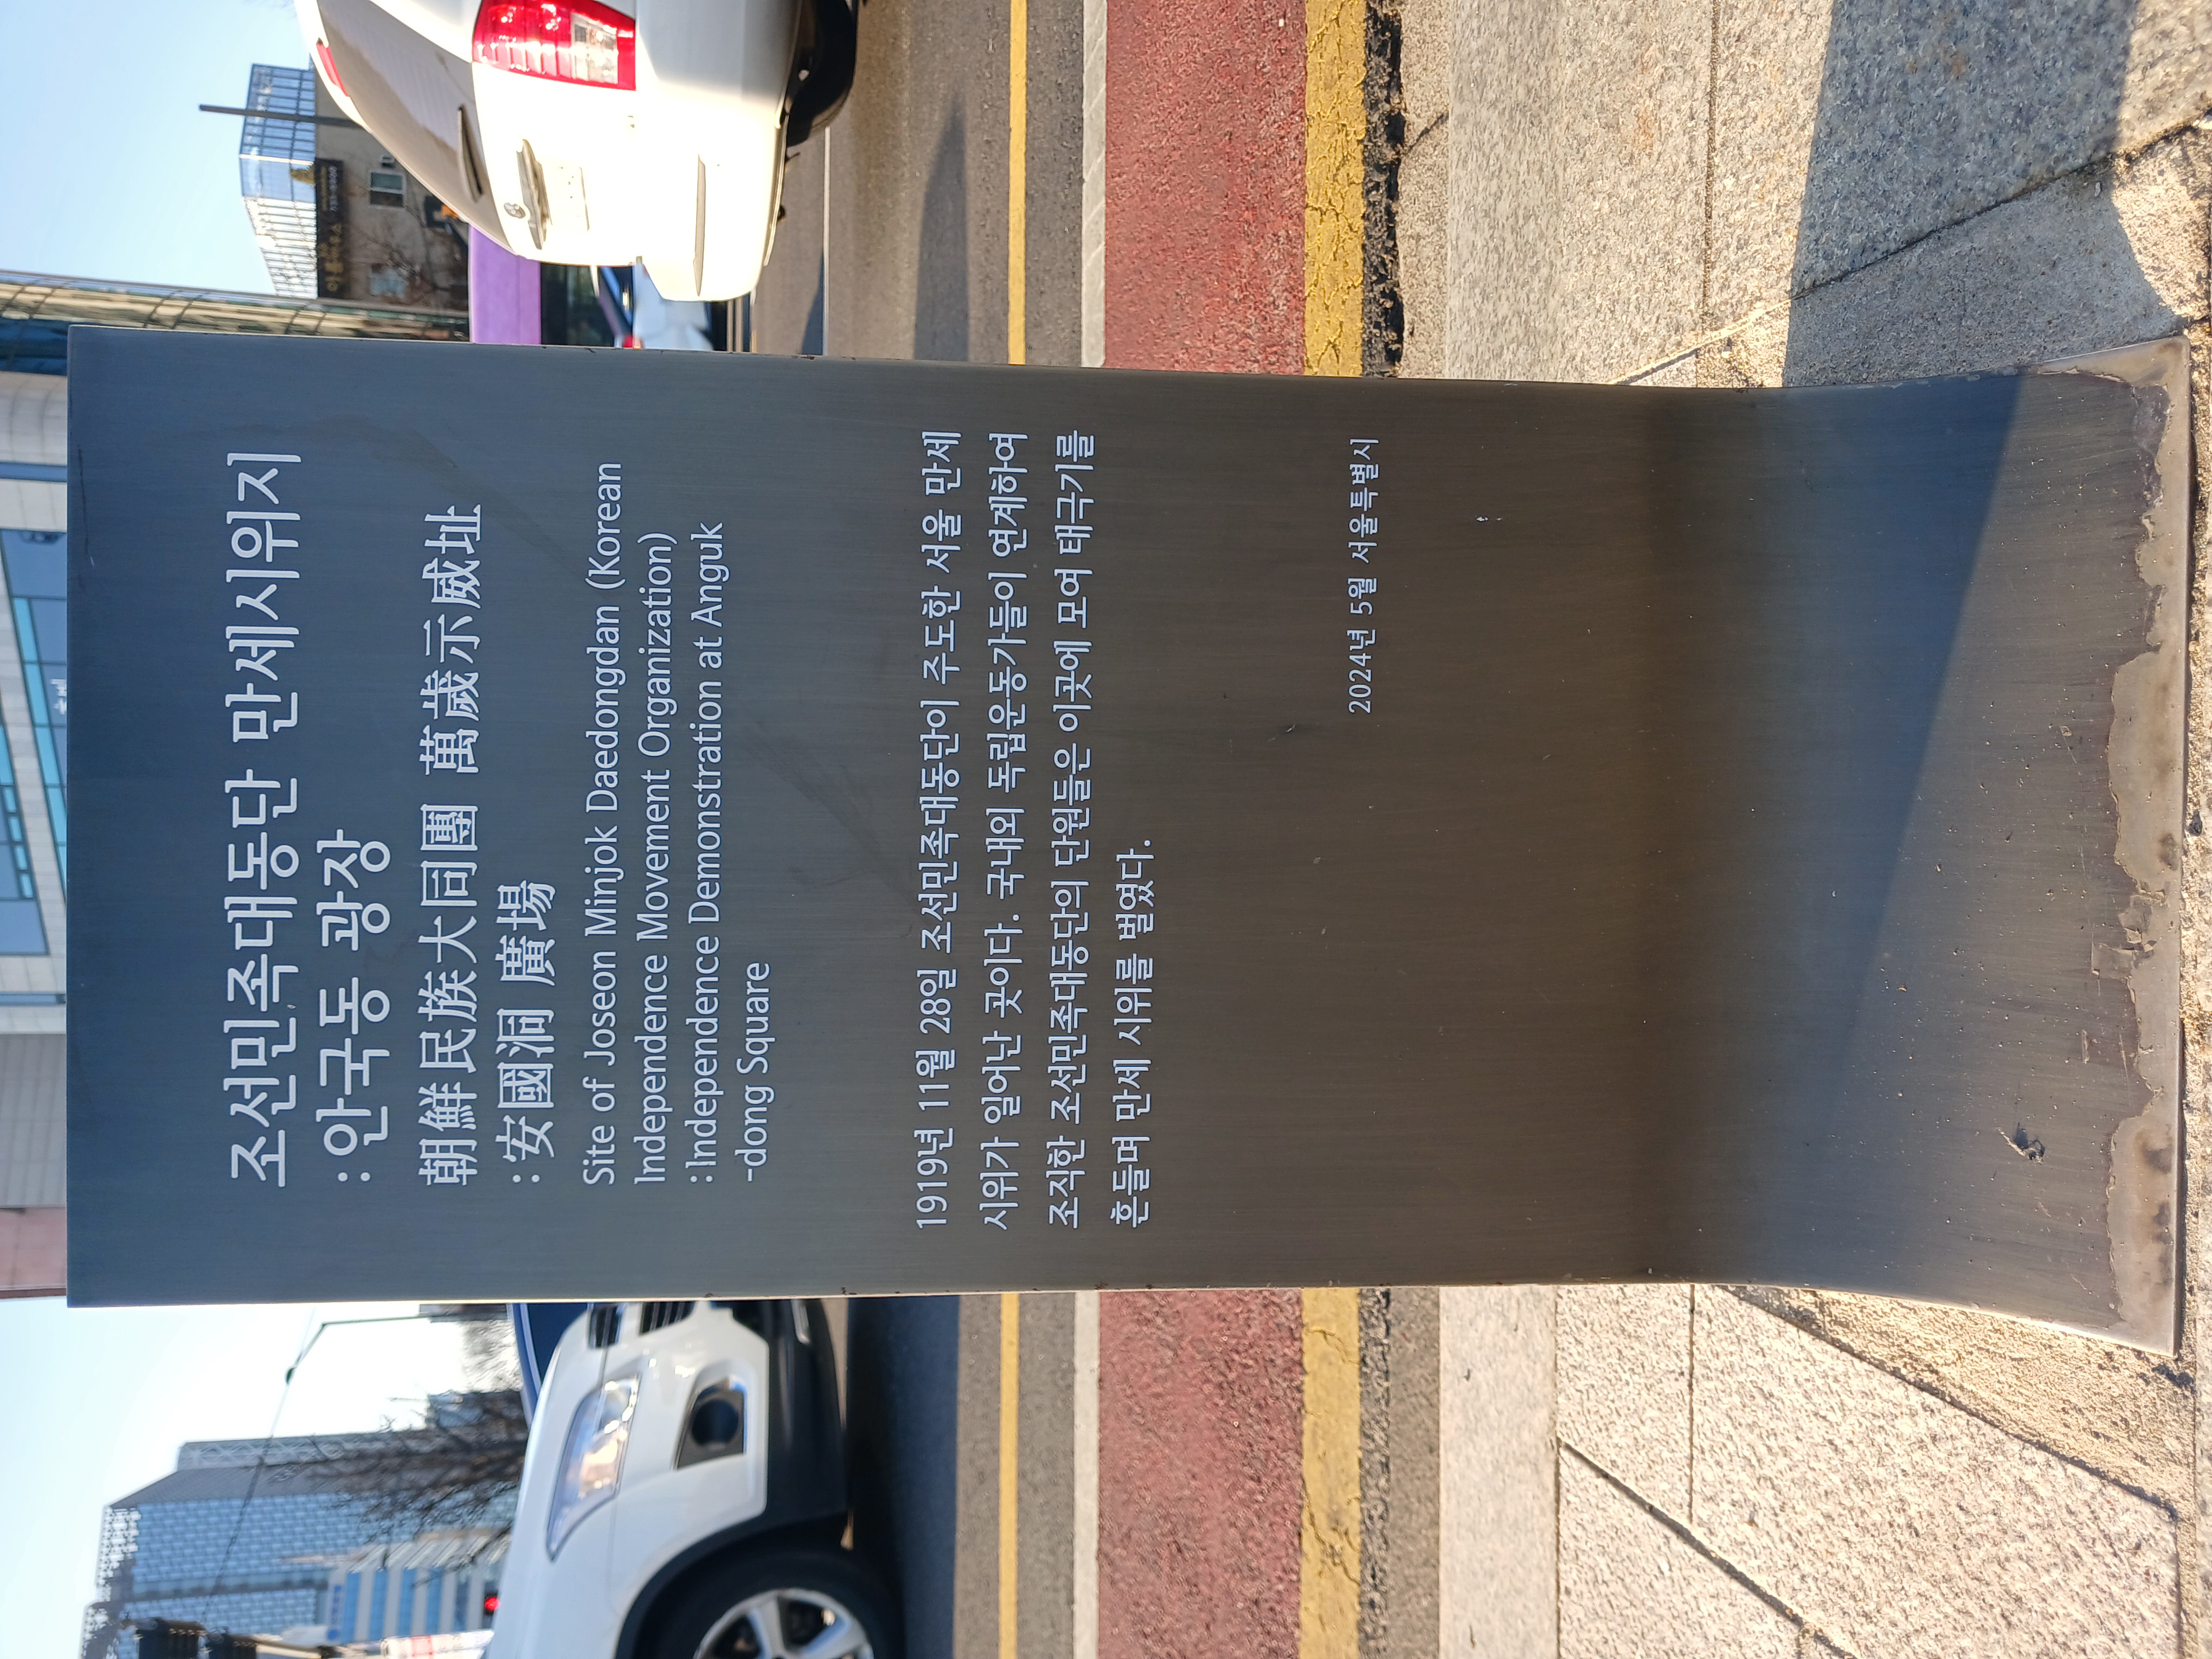 조선민족대동단 만세시위지
: 안국동 광장
朝鮮民族大同團 萬歲示威址
: 安國洞 廣場
Site of Joseon Minjok Daedongdan (Korean
Independence Movement Organization)
: Independence Demonstration at Anguk
-dong Square
1919년 11월 28일 조선민족대동단이 주도한 서울 만세
시위가 일어난 곳이다. 국내외 독립운동가들이 연계하여
조직한 조선민족대동단의 단원들은 이곳에 모여 태극기를
흔들며 만세 시위를 벌였다.
2024년 5월 서울특별시